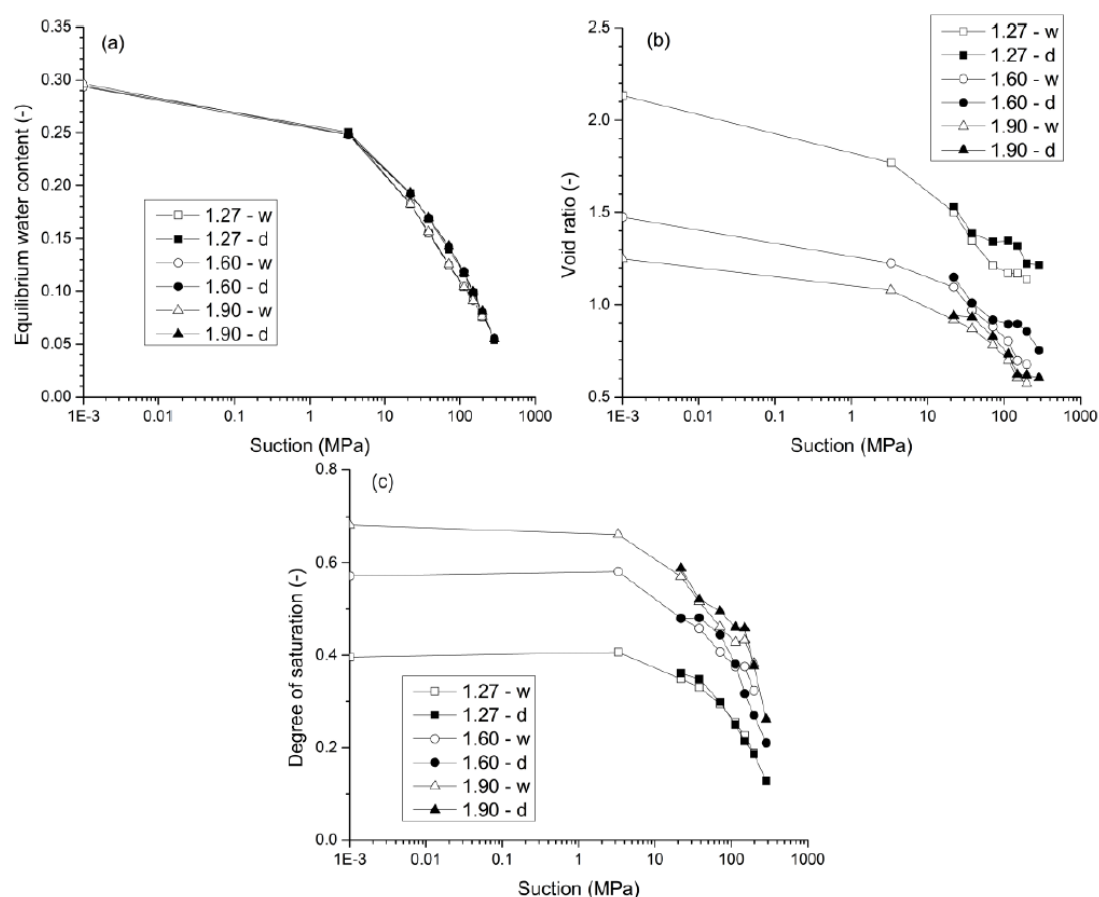 (a)
0.35
0.30
0.25
0.20
0.15
0.10
0.05
0.00
Equilibrium water content (-)
1.27 - w
1.27 - d
1.60 - w
1.60 - d
1.90 - w
1.90 - d
1E-3 0.01 0.1 1 10 100 1000
Suction (MPa)
(b)
2.5
2.0
1.5
1.0
0.5
Void ratio (-)
1.27 - w
1.27 - d
1.60 - w
1.60 - d
1.90 - w
1.90 - d
1E-3 0.01 0.1 1 10 100 1000
Suction (MPa)
(c)
0.8
0.6
0.4
0.2
0.0
Degree of saturation (-)
1.27 - w
1.27 - d
1.60 - w
1.60 - d
1.90 - w
1.90 - d
1E-3 0.01 0.1 1 10 100 1000
Suction (MPa)